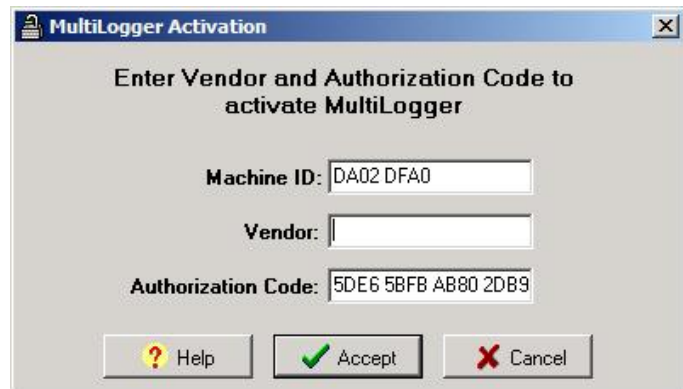 MultiLogger Activation
Enter Vendor and Authorization Code to
activate MultiLogger
Machine ID: DA02 DFA0
Vendor:
Authorization Code: 5DE6 5BFB AB80 2DB9
? Help Accept Cancel